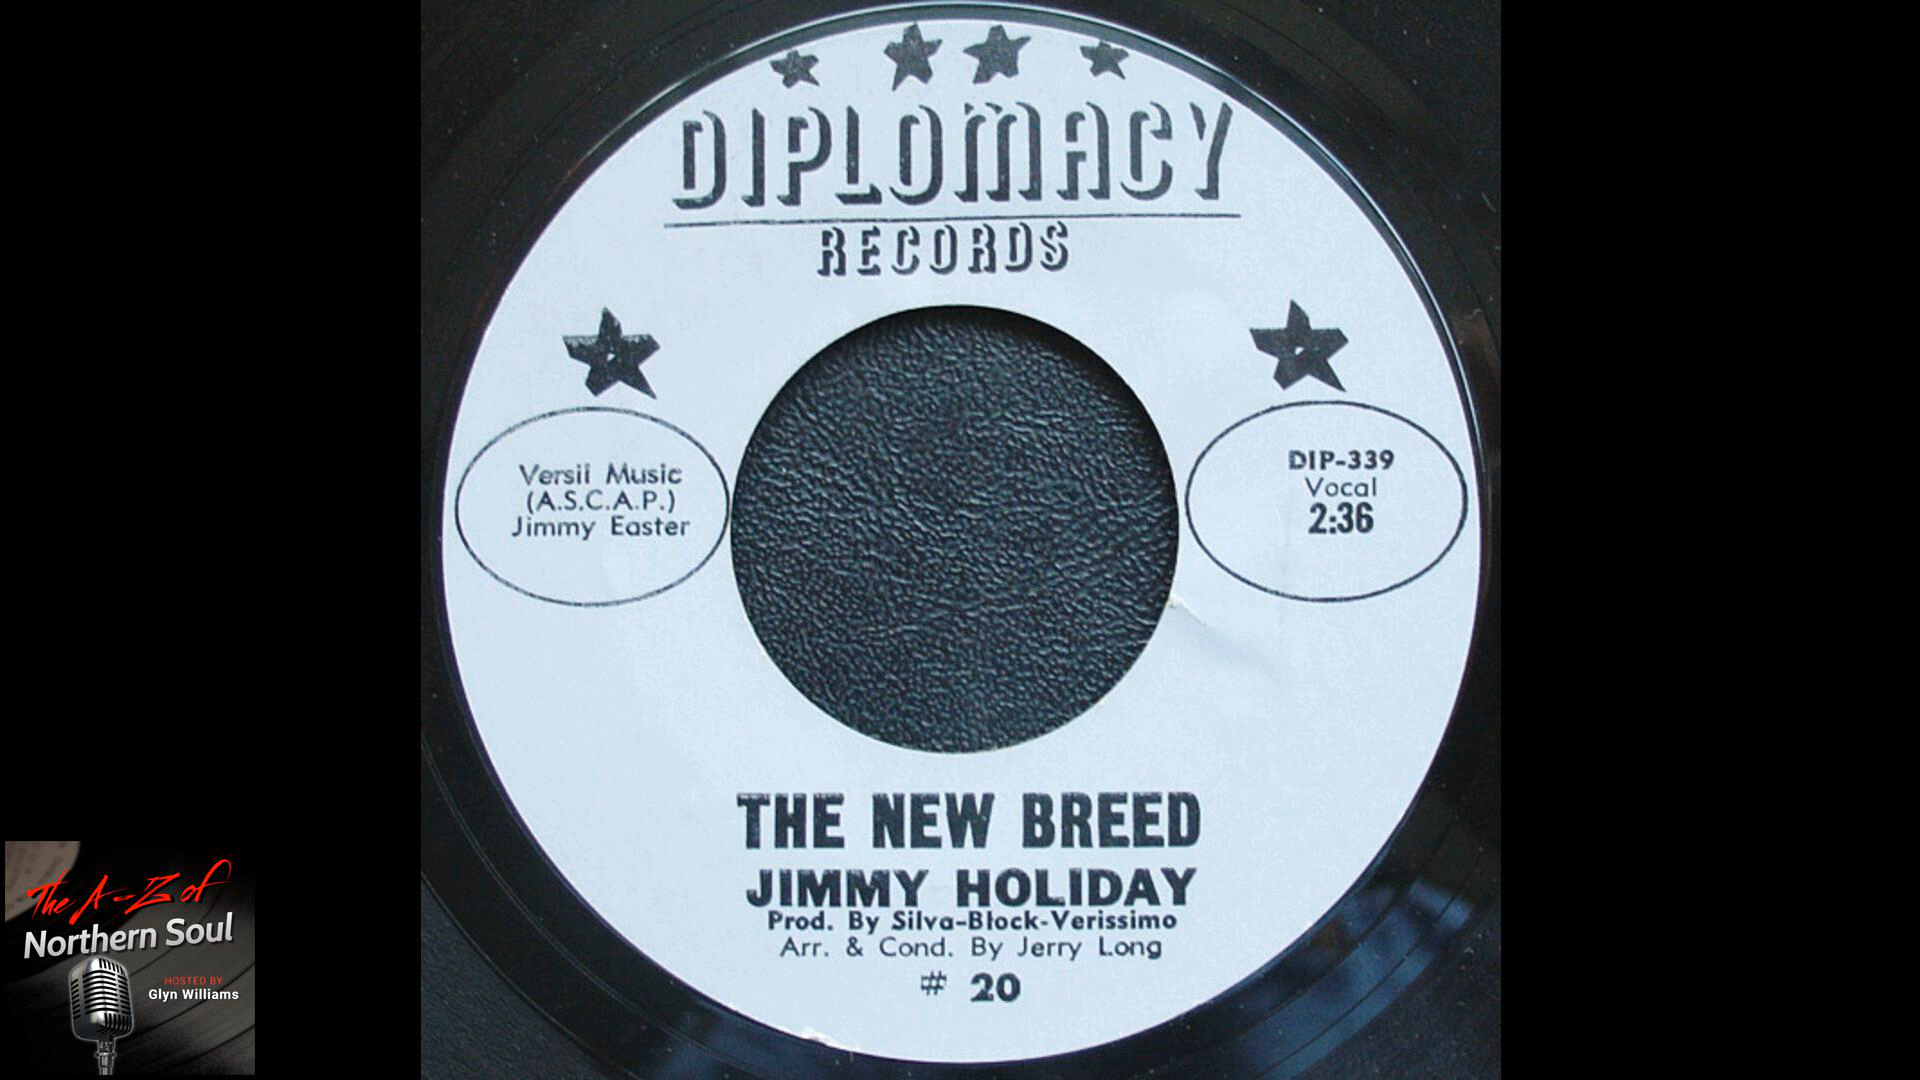 DIPLOMACY
RECORDS
Versil Music
(A.S.C.A.P.)
Jimmy Easter
DIP-339
Vocal
2:36
THE NEW BREED
JIMMY HOLIDAY
Prod. By Silva-Block-Verissimo
Arr. & Cond. By Jerry Long
# 20
The A-Z of
Northern Soul
HOSTED BY
Glyn Williams